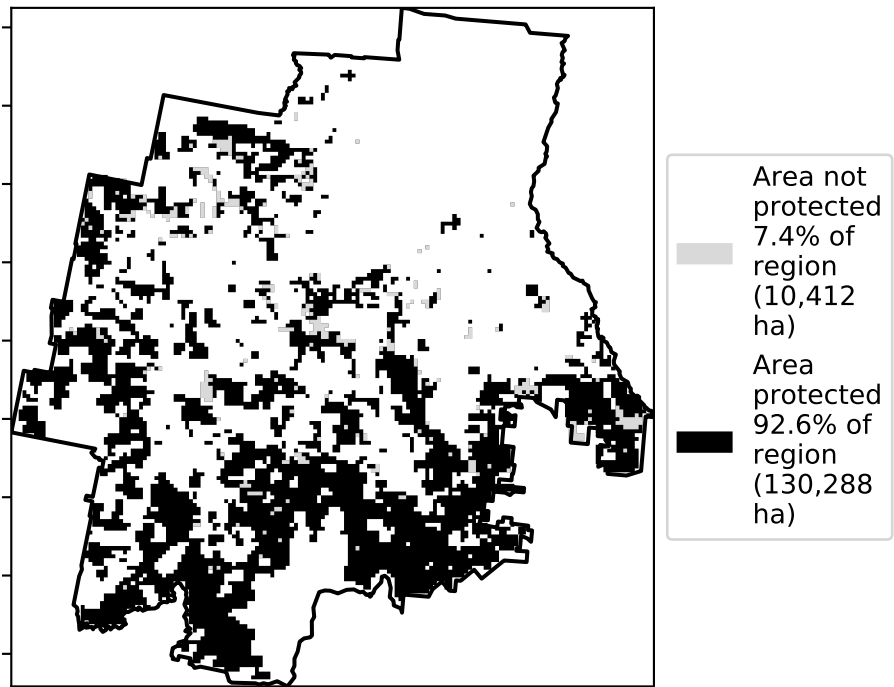 Area not
protected
7.4% of
region
(10,412
ha)
Area
protected
92.6% of
region
(130,288
ha)